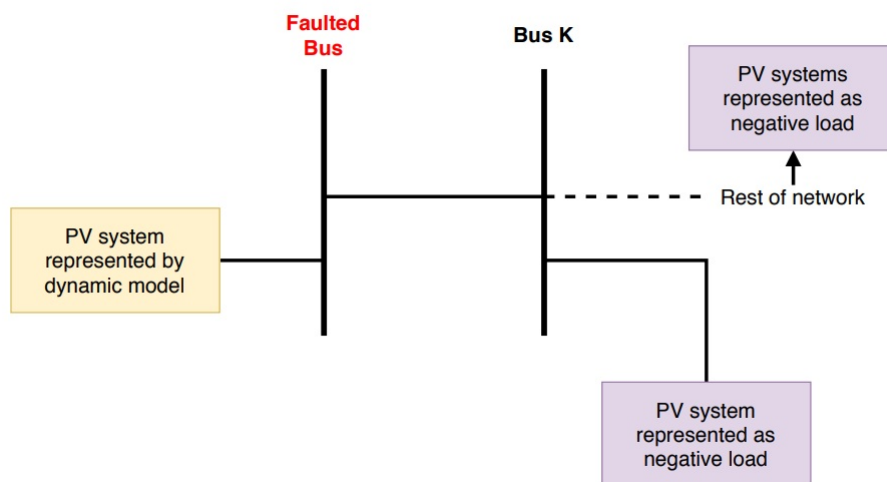 Faulted
Bus
Bus K
PV systems
represented as
negative load
Rest of network
PV system
represented by
dynamic model
PV system
represented as
negative load